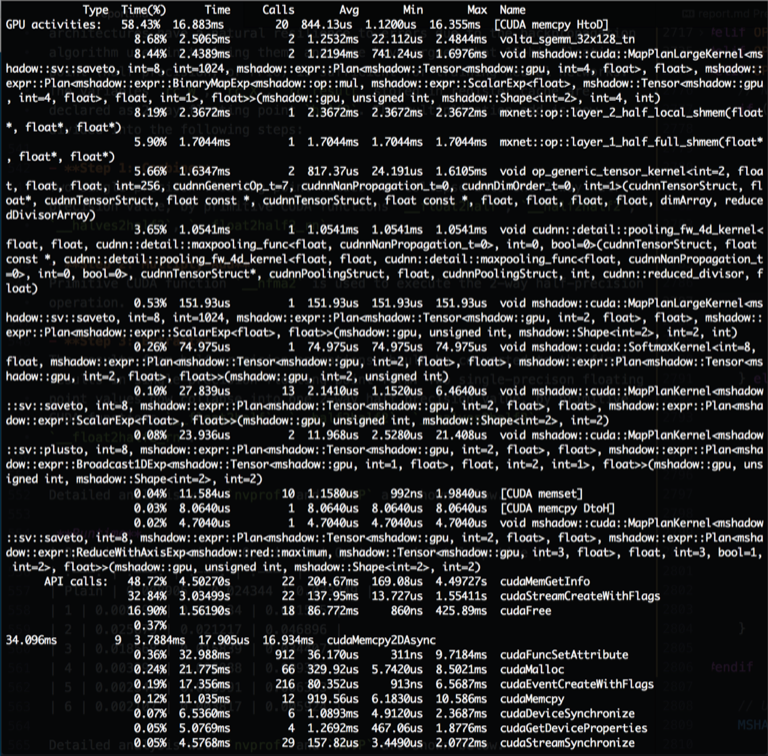 Type  Time(%)      Time     Calls       Avg       Min       Max  Name
GPU activities:   58.43%  16.883ms        20  844.13us  1.1200us  16.355ms  [CUDA memcpy HtoD]
8.68%  2.5065ms         2  1.2532ms  22.112us  2.4844ms  volta_sgemm_32x128_tn
8.44%  2.4389ms         2  1.2194ms  741.24us  1.6976ms  void mshadow::cuda::MapPlanLargeKernel<m
shadow::sv::saveto, int=8, int=1024, mshadow::expr::Plan<mshadow::Tensor<mshadow::gpu, int=4, float>, float>, mshadow::
expr::Plan<mshadow::expr::BinaryMapExp<mshadow::op::mul, mshadow::expr::ScalarExp<float>, mshadow::Tensor<mshadow::gpu
, int=4, float>, float, int=1>, float>>(mshadow::gpu, unsigned int, mshadow::Shape<int=2>, int=4, int)
8.19%  2.3672ms         1  2.3672ms  2.3672ms  2.3672ms  mxnet::op::layer_2_half_local_shmem(float
*, float*, float*)
5.90%  1.7044ms         1  1.7044ms  1.7044ms  1.7044ms  mxnet::op::layer_1_half_full_shmem(float*
, float*, float*)
5.66%  1.6347ms         2  817.37us  24.191us  1.6105ms  void op_generic_tensor_kernel<int=2, floa
t, float, float, int=256, cudnnGenericOp_t=7, cudnnNanPropagation_t=0, cudnnDimOrder_t=0, int=1>(cudnnTensorStruct, flo
at*, cudnnTensorStruct, float const *, cudnnTensorStruct, float const *, float, float, float, float, dimArray, reduce
dDivisorArray)
3.65%  1.0541ms         1  1.0541ms  1.0541ms  1.0541ms  void cudnn::detail::pooling_fw_4d_kernel<
float, float, cudnn::detail::maxpooling_func<float, cudnnNanPropagation_t=0>, int=0, bool=0>(cudnnTensorStruct, float
const *, cudnn::detail::pooling_fw_4d_kernel<float, float, cudnn::detail::maxpooling_func<float, cudnnNanPropagation_t
=0>, int=0, bool=0>, cudnnTensorStruct*, cudnnPoolingStruct, float, cudnnPoolingStruct, int, cudnn::reduced_divisor, f
loat)
0.53%  151.93us         1  151.93us  151.93us  151.93us  void mshadow::cuda::MapPlanLargeKernel<m
shadow::sv::saveto, int=8, int=1024, mshadow::expr::Plan<mshadow::Tensor<mshadow::gpu, int=2, float>, float>, mshadow::
expr::Plan<mshadow::expr::ScalarExp<float>, float>>(mshadow::gpu, unsigned int, mshadow::Shape<int=2>, int=2, int)
0.26%  74.975us         1  74.975us  74.975us  74.975us  void mshadow::cuda::SoftmaxKernel<int=8,
float, mshadow::expr::Plan<mshadow::Tensor<mshadow::gpu, int=2, float>, float>, mshadow::expr::Plan<mshadow::Tensor<ms
hadow::gpu, int=2, float>, float>>(mshadow::gpu, int=2, unsigned int)
0.10%  27.839us        13  2.1410us  1.1520us  6.4640us  void mshadow::cuda::MapPlanKernel<mshadow
::sv::saveto, int=8, mshadow::expr::Plan<mshadow::Tensor<mshadow::gpu, int=2, float>, float>, mshadow::expr::Plan<mshad
ow::expr::ScalarExp<float>, float>>(mshadow::gpu, unsigned int, mshadow::Shape<int=2>, int=2)
0.08%  23.936us         2  11.968us  2.5280us  21.408us  void mshadow::cuda::MapPlanKernel<mshadow
::sv::plusto, int=8, mshadow::expr::Plan<mshadow::Tensor<mshadow::gpu, int=2, float>, float>, mshadow::expr::Plan<mshad
ow::expr::Broadcast1DExp<mshadow::Tensor<mshadow::gpu, int=1, float>, float, int=2, int=1>, float>>(mshadow::gpu, uns
igned int, mshadow::Shape<int=2>, int=2)
0.04%  11.584us        10  1.1580us     992ns  1.9840us  [CUDA memset]
0.03%  8.0640us         1  8.0640us  8.0640us  8.0640us  [CUDA memcpy DtoH]
0.02%  4.7040us         1  4.7040us  4.7040us  4.7040us  void mshadow::cuda::MapPlanKernel<mshadow
::sv::saveto, int=8, mshadow::expr::Plan<mshadow::Tensor<mshadow::gpu, int=2, float>, float>, mshadow::expr::Plan<mshad
ow::expr::ReduceWithAxisExp<mshadow::red::maximum, mshadow::Tensor<mshadow::gpu, int=3, float>, float, int=3, bool=1,
int=2>, float>>(mshadow::gpu, unsigned int, mshadow::Shape<int=2>, int=2)
API calls:   48.72%  4.50270s        22  204.67ms  169.08us  4.49727s  cudaMemGetInfo
32.84%  3.03499s        22  137.95ms  13.727us  1.55411s  cudaStreamCreateWithFlags
16.90%  1.56190s        18  86.772ms     860ns  425.89ms  cudaFree
0.37%
34.096ms         9  3.7884ms  17.905us  16.934ms  cudaMemcpy2DAsync
0.36%  32.988ms       912  36.170us     311ns  9.7184ms  cudaFuncSetAttribute
0.24%  21.775ms        66  329.92us  5.7420us  8.5021ms  cudaMalloc
0.19%  17.356ms       216  80.352us     913ns  6.5687ms  cudaEventCreateWithFlags
0.12%  11.035ms        12  919.56us  6.1830us  10.586ms  cudaMemcpy
0.07%  6.5360ms         6  1.0893ms  4.9120us  2.3687ms  cudaDeviceSynchronize
0.05%  5.0769ms         4  1.2692ms  467.06us  1.8776ms  cudaGetDeviceProperties
0.05%  4.5768ms        29  157.82us  3.4490us  2.0772ms  cudaStreamSynchronize